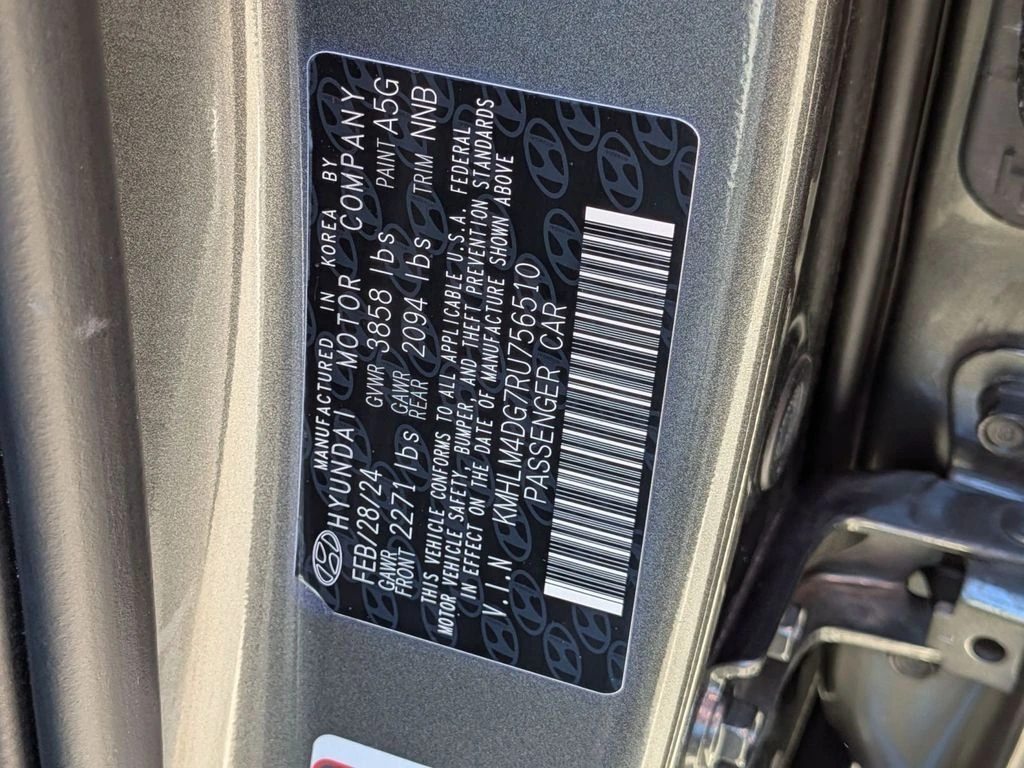 MANUFACTURED IN KOREA BY
HYUNDAI MOTOR COMPANY
FEB/28/24 GVWR 3858 lbs PAINT A5G
GAWR FRONT 2271 lbs GAWR REAR 2094 lbs TRIM NNB
THIS VEHICLE CONFORMS TO ALL APPLICABLE U.S.A. FEDERAL
MOTOR VEHICLE SAFETY, BUMPER, AND THEFT PREVENTION STANDARDS
IN EFFECT ON THE DATE OF MANUFACTURE SHOWN ABOVE
V.I.N KMHLM4DG7RU756510
PASSENGER CAR